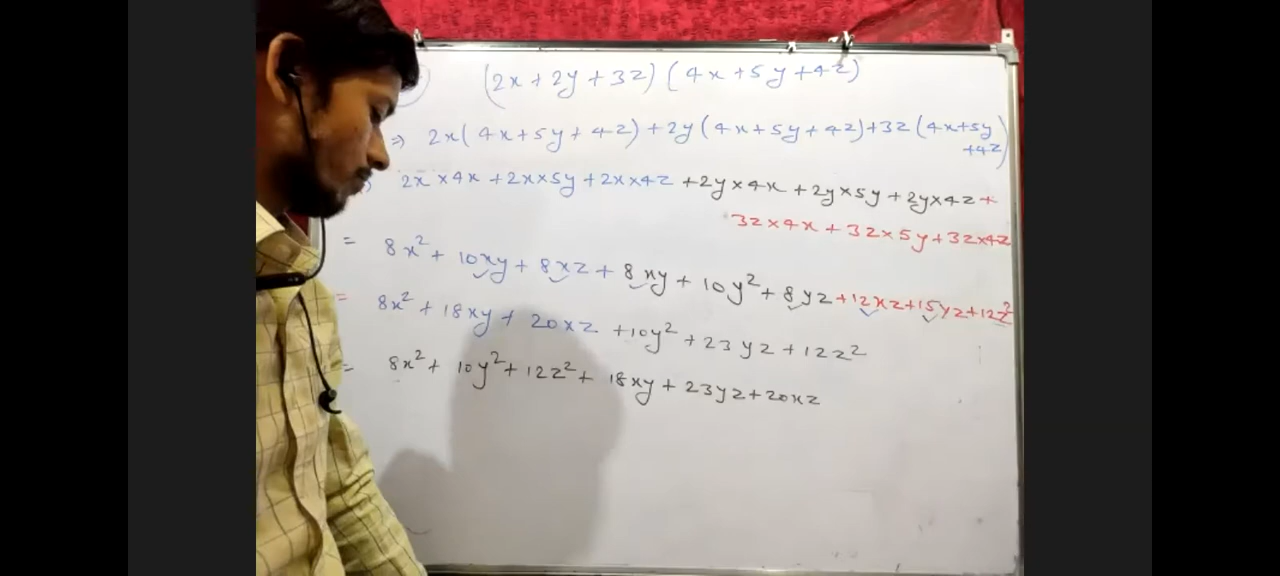 (2x+2y+3z)(4x+5y+4z)
⇒ 2x(4x+5y+4z)+2y(4x+5y+4z)+3z(4x+5y
+4z)
2x×4x+2x×5y+2x×4z+2y×4x+2y×5y+2y×4z+
3z×4x+3z×5y+3z×4z
= 8x²+10xy+8xz+8xy+10y²+8yz+12xz+15yz+12z²
= 8x²+18xy+20xz+10y²+23yz+12z²
= 8x²+10y²+12z²+18xy+23yz+20xz